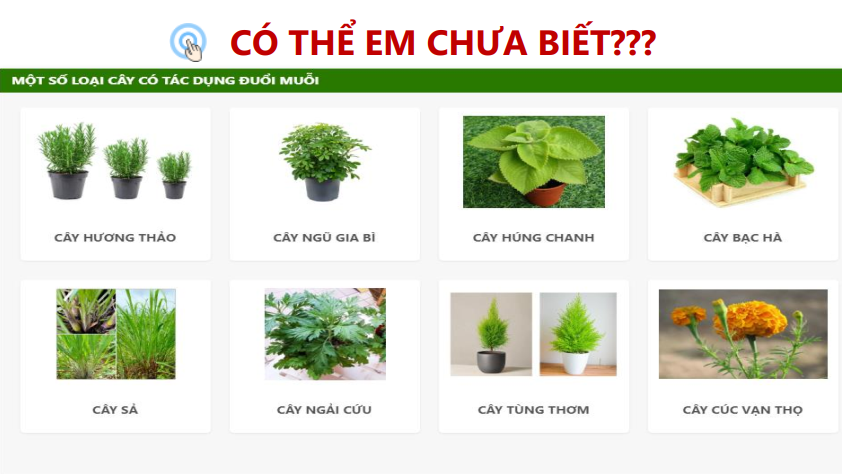 CÓ THỂ EM CHƯA BIẾT???
MỘT SỐ LOẠI CÂY CÓ TÁC DỤNG ĐUỔI MUỖI
CÂY HƯƠNG THẢO
CÂY NGŨ GIA BÌ
CÂY HÚNG CHANH
CÂY BẠC HÀ
CÂY SẢ
CÂY NGẢI CỨU
CÂY TÙNG THƠM
CÂY CÚC VẠN THỌ